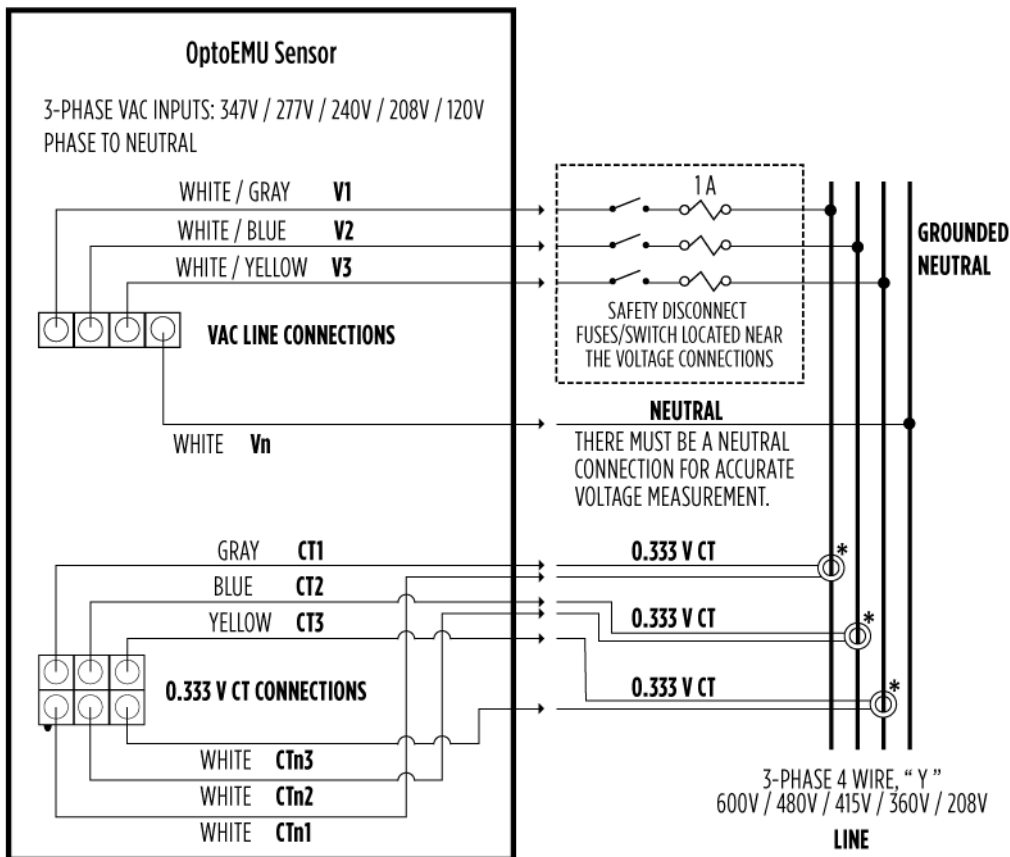 OptoEMU Sensor
3-PHASE VAC INPUTS: 347V / 277V / 240V / 208V / 120V
PHASE TO NEUTRAL
WHITE / GRAY V1
WHITE / BLUE V2
WHITE / YELLOW V3
VAC LINE CONNECTIONS
WHITE Vn
1 A
SAFETY DISCONNECT
FUSES/SWITCH LOCATED NEAR
THE VOLTAGE CONNECTIONS
GROUNDED
NEUTRAL
NEUTRAL
THERE MUST BE A NEUTRAL
CONNECTION FOR ACCURATE
VOLTAGE MEASUREMENT.
GRAY CT1
BLUE CT2
YELLOW CT3
0.333 V CT CONNECTIONS
WHITE CTn3
WHITE CTn2
WHITE CTn1
0.333 V CT
*
0.333 V CT
*
0.333 V CT
*
3-PHASE 4 WIRE, “ Y ”
600V / 480V / 415V / 360V / 208V
LINE